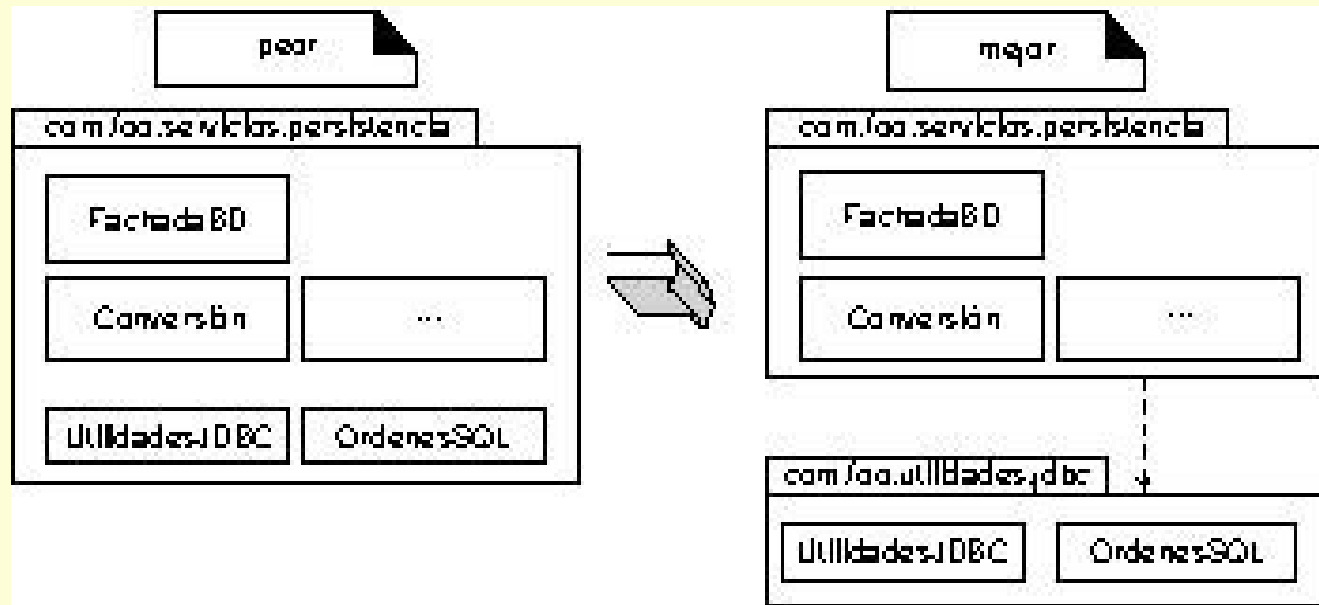 peor
com.foo.servicios.persistencia
FachadaBD
Conversión
...
UtilidadesJDBC
OrdenesSQL
mejor
com.foo.servicios.persistencia
FachadaBD
Conversión
...
com.foo.utilidades.jdbc
UtilidadesJDBC
OrdenesSQL